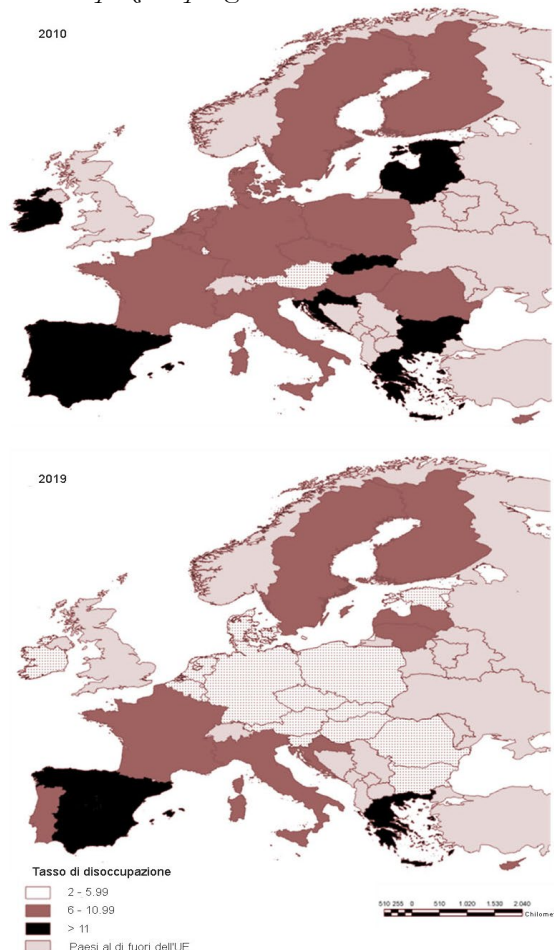 2010
2019
Tasso di disoccupazione
2 - 5.99
6 - 10.99
> 11
Paesi al di fuori dell'UE
510 255 0 510 1.020 1.530 2.040
Chilome